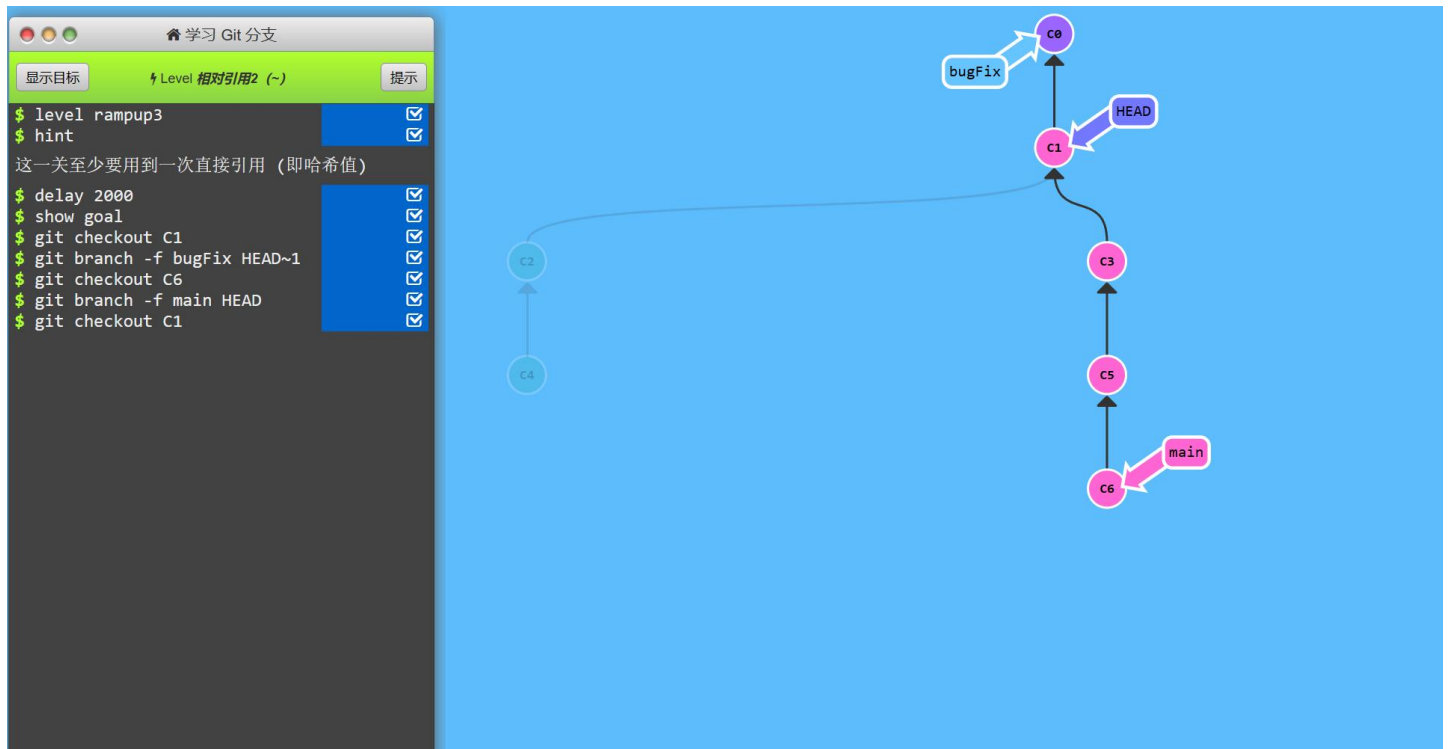 学习 Git 分支
显示目标
Level 相对引用2 (~)
提示
$ level rampup3
$ hint
这一关至少要用到一次直接引用 (即哈希值)
$ delay 2000
$ show goal
$ git checkout C1
$ git branch -f bugFix HEAD~1
$ git checkout C6
$ git branch -f main HEAD
$ git checkout C1
C0
bugFix
HEAD
C1
C2
C3
C4
C5
main
C6